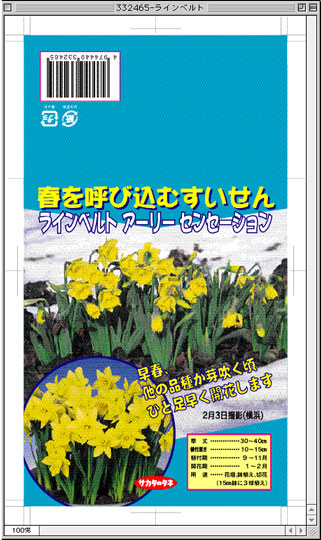 332465-ラインベルト
4 974449 332465
春を呼び込むすいせん
ラインベルト アーリー センセーション
早春、
他の品種が芽吹く頃
ひと足早く開花します
2月3日撮影(横浜)
サカタのタネ
草 丈 ……………30〜40cm
植付深さ ……………10〜15cm
植付期 ……………9〜11月
開花期 ……………1〜2月
用 途 ……花壇、鉢植え、切花
(15cm鉢に3球植え)
100%